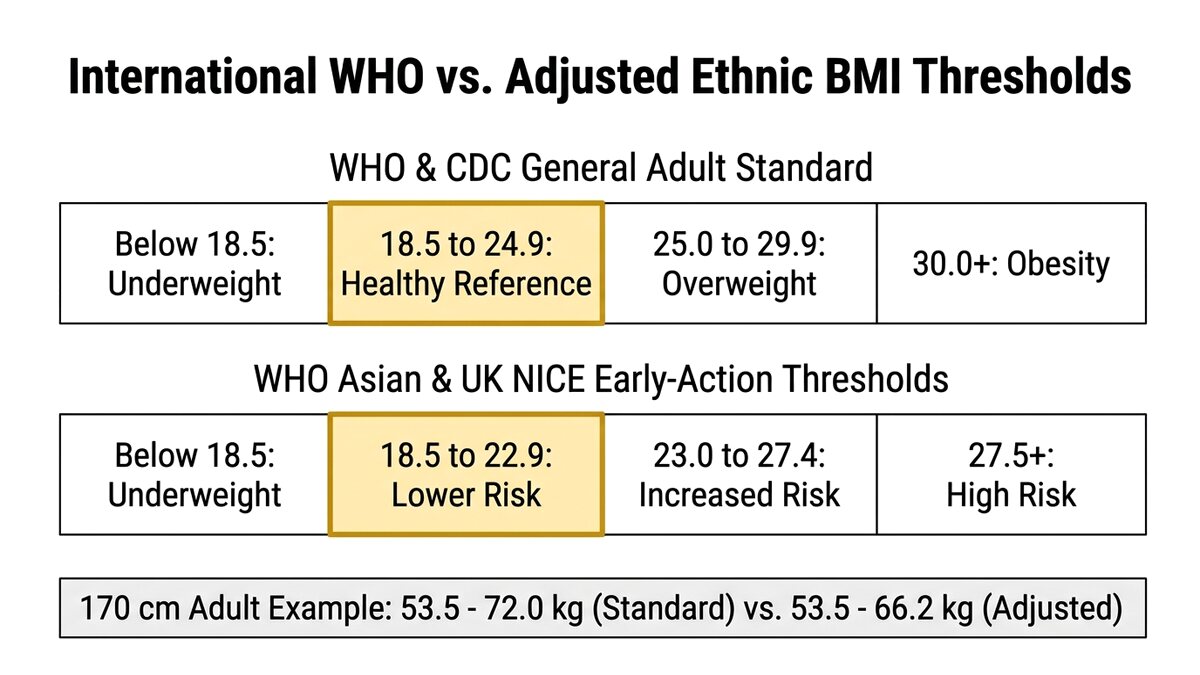 International WHO vs. Adjusted Ethnic BMI Thresholds
WHO & CDC General Adult Standard
Below 18.5:
Underweight
18.5 to 24.9:
Healthy Reference
25.0 to 29.9:
Overweight
30.0+: Obesity
WHO Asian & UK NICE Early-Action Thresholds
Below 18.5:
Underweight
18.5 to 22.9:
Lower Risk
23.0 to 27.4:
Increased Risk
27.5+:
High Risk
170 cm Adult Example: 53.5 - 72.0 kg (Standard) vs. 53.5 - 66.2 kg (Adjusted)